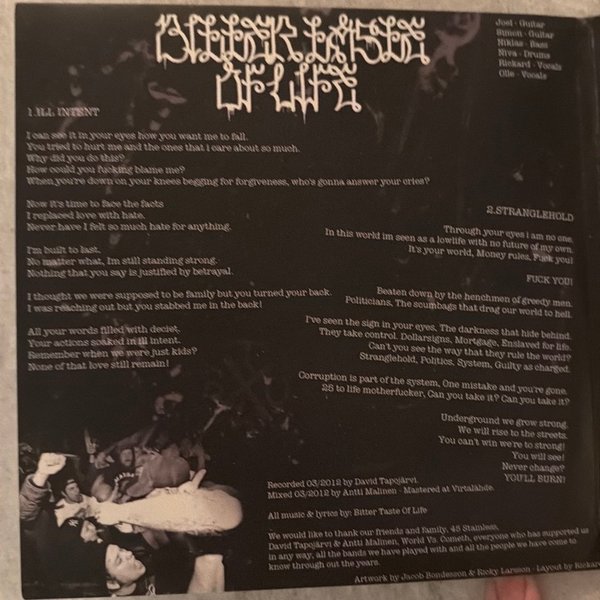 BITTER TASTE
OF LIFE
Joel - Guitar
Simon - Guitar
Niklas - Bass
Niva - Drums
Rickard - Vocals
Olle - Vocals
1.ILL INTENT
I can see it in your eyes how you want me to fall.
You tried to hurt me and the ones that i care about so much.
Why did you do this?
How could you fucking blame me?
When you're down on your knees begging for forgiveness, who's gonna answer your cries?
Now it's time to face the facts
I replaced love with hate.
Never have I felt so much hate for anything.
I'm built to last.
No matter what, I'm still standing strong.
Nothing that you say is justified by betrayal.
I thought we were supposed to be family but you turned your back.
I was reaching out but you stabbed me in the back!
All your words filled with deciet,
Your actions soaked in ill intent.
Remember when we were just kids?
None of that love still remain!
2.STRANGLEHOLD
Through your eyes i am no one,
In this world im seen as a lowlife with no future of my own.
It's your world, Money rules, Fuck you!
FUCK YOU!
Beaten down by the henchmen of greedy men.
Politicians, The scumbags that drag our world to hell.
I've seen the sign in your eyes, The darkness that hide behind.
They take control. Dollarsigns, Mortgage, Enslaved for life.
Can't you see the way that they rule the world?
Stranglehold, Politics, System, Guilty as charged.
Corruption is part of the system, One mistake and you're gone.
25 to life motherfucker, Can you take it? Can you take it?
Underground we grow strong.
We will rise to the streets.
You can't win we're to strong!
You will see!
Never change?
YOU'LL BURN!
Recorded 03/2012 by David Tapojärvi.
Mixed 03/2012 by Antti Malinen - Mastered at Virtalähde.
All music & lyrics by: Bitter Taste Of Life
We would like to thank our friends and family, 45 Stainless,
David Tapojärvi & Antti Malinen, World Vs. Cometh, everyone who has supported us
in any way, all the bands we have played with and all the people we have come to
know through out the years.
Artwork by Jacob Bondesson & Ricky Larsson - Layout by Rickard